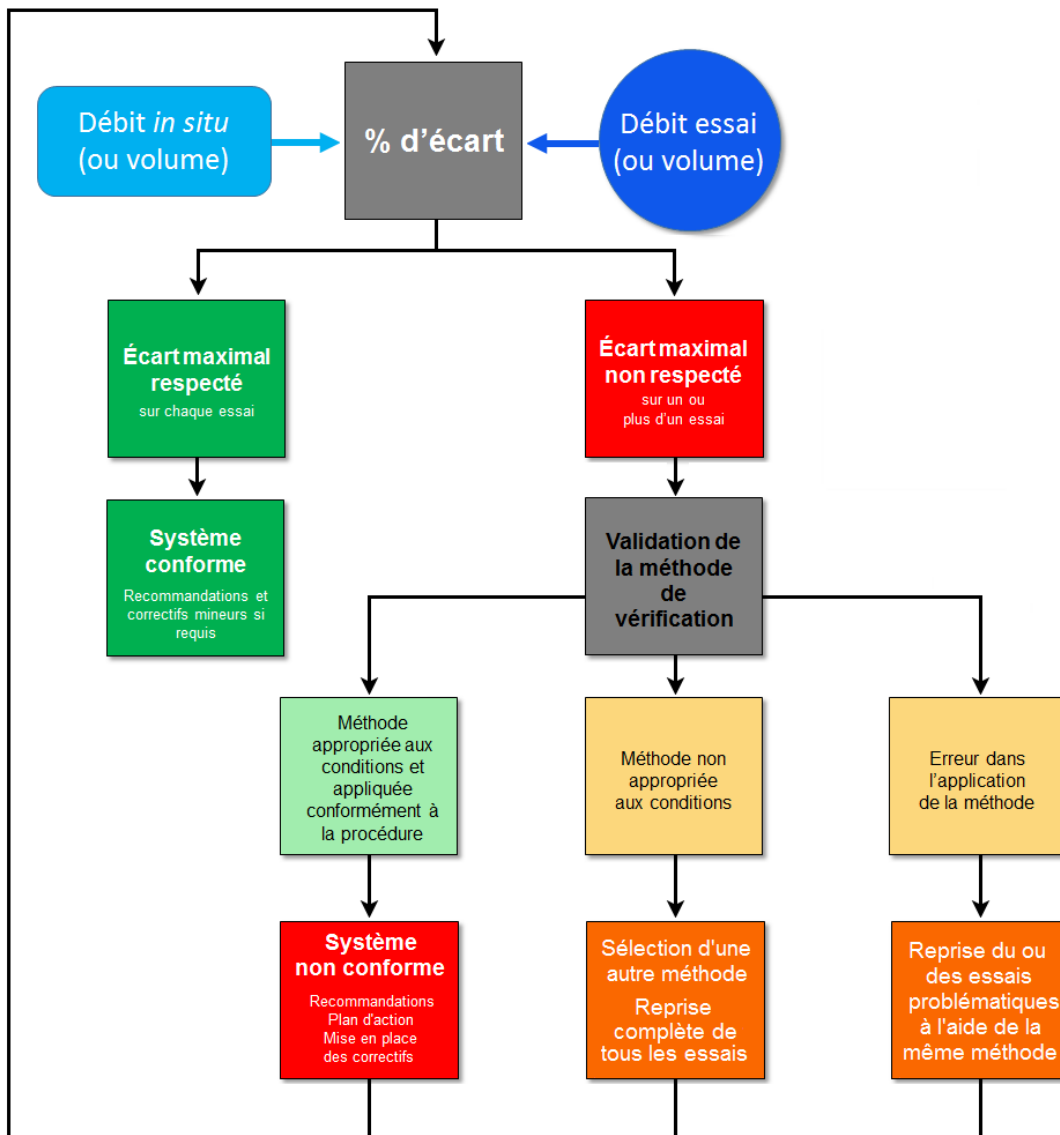 Débit in situ
(ou volume)
% d'écart
Débit essai
(ou volume)
Écart maximal
respecté
sur chaque essai
Écart maximal
non respecté
sur un ou
plus d'un essai
Système
conforme
Recommandations et
correctifs mineurs si
requis
Validation de
la méthode
de
vérification
Méthode
appropriée aux
conditions et
appliquée
conformément à
la procédure
Méthode non
appropriée
aux conditions
Erreur dans
l'application
de la méthode
Système
non conforme
Recommandations
Plan d'action
Mise en place
des correctifs
Sélection d'une
autre méthode
Reprise
complète de
tous les essais
Reprise du ou
des essais
problématiques
à l'aide de la
même méthode